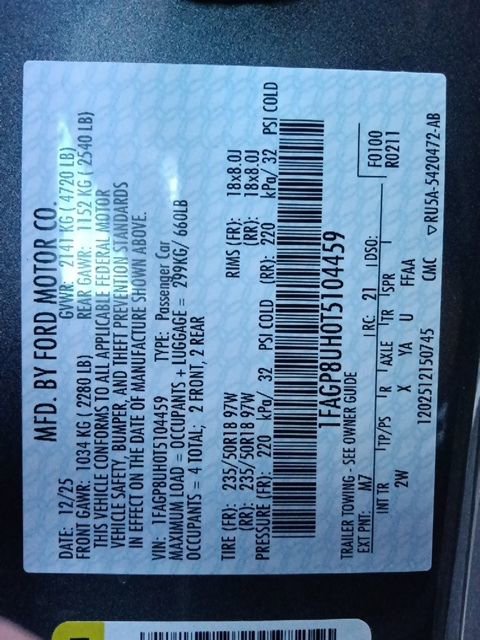 MFD. BY FORD MOTOR CO.
DATE: 12/25 GVWR: 2141 KG ( 4720 LB)
FRONT GAWR: 1034 KG ( 2280 LB) REAR GAWR: 1152 KG ( 2540 LB)
THIS VEHICLE CONFORMS TO ALL APPLICABLE FEDERAL MOTOR
VEHICLE SAFETY, BUMPER, AND THEFT PREVENTION STANDARDS
IN EFFECT ON THE DATE OF MANUFACTURE SHOWN ABOVE.
VIN: 1FAGP8UH0T5104459 TYPE: Passenger Car
MAXIMUM LOAD = OCCUPANTS + LUGGAGE = 299KG/ 660LB
OCCUPANTS = 4 TOTAL; 2 FRONT, 2 REAR
TIRE (FR): 235/50R18 97W RIMS (FR): 18x8.0J
(RR): 235/50R18 97W (RR): 18x8.0J
PRESSURE (FR): 220 kPa/ 32 PSI COLD (RR): 220 kPa/ 32 PSI COLD
1FAGP8UH0T5104459
TRAILER TOWING - SEE OWNER GUIDE F0100
EXT PNT: M7 RC: 21 DSO: R0211
INT TR TP/PS R AXLE TR SPR
2W X YA U FFAA
1202512150745 CMC ▽RU5A-5420472-AB